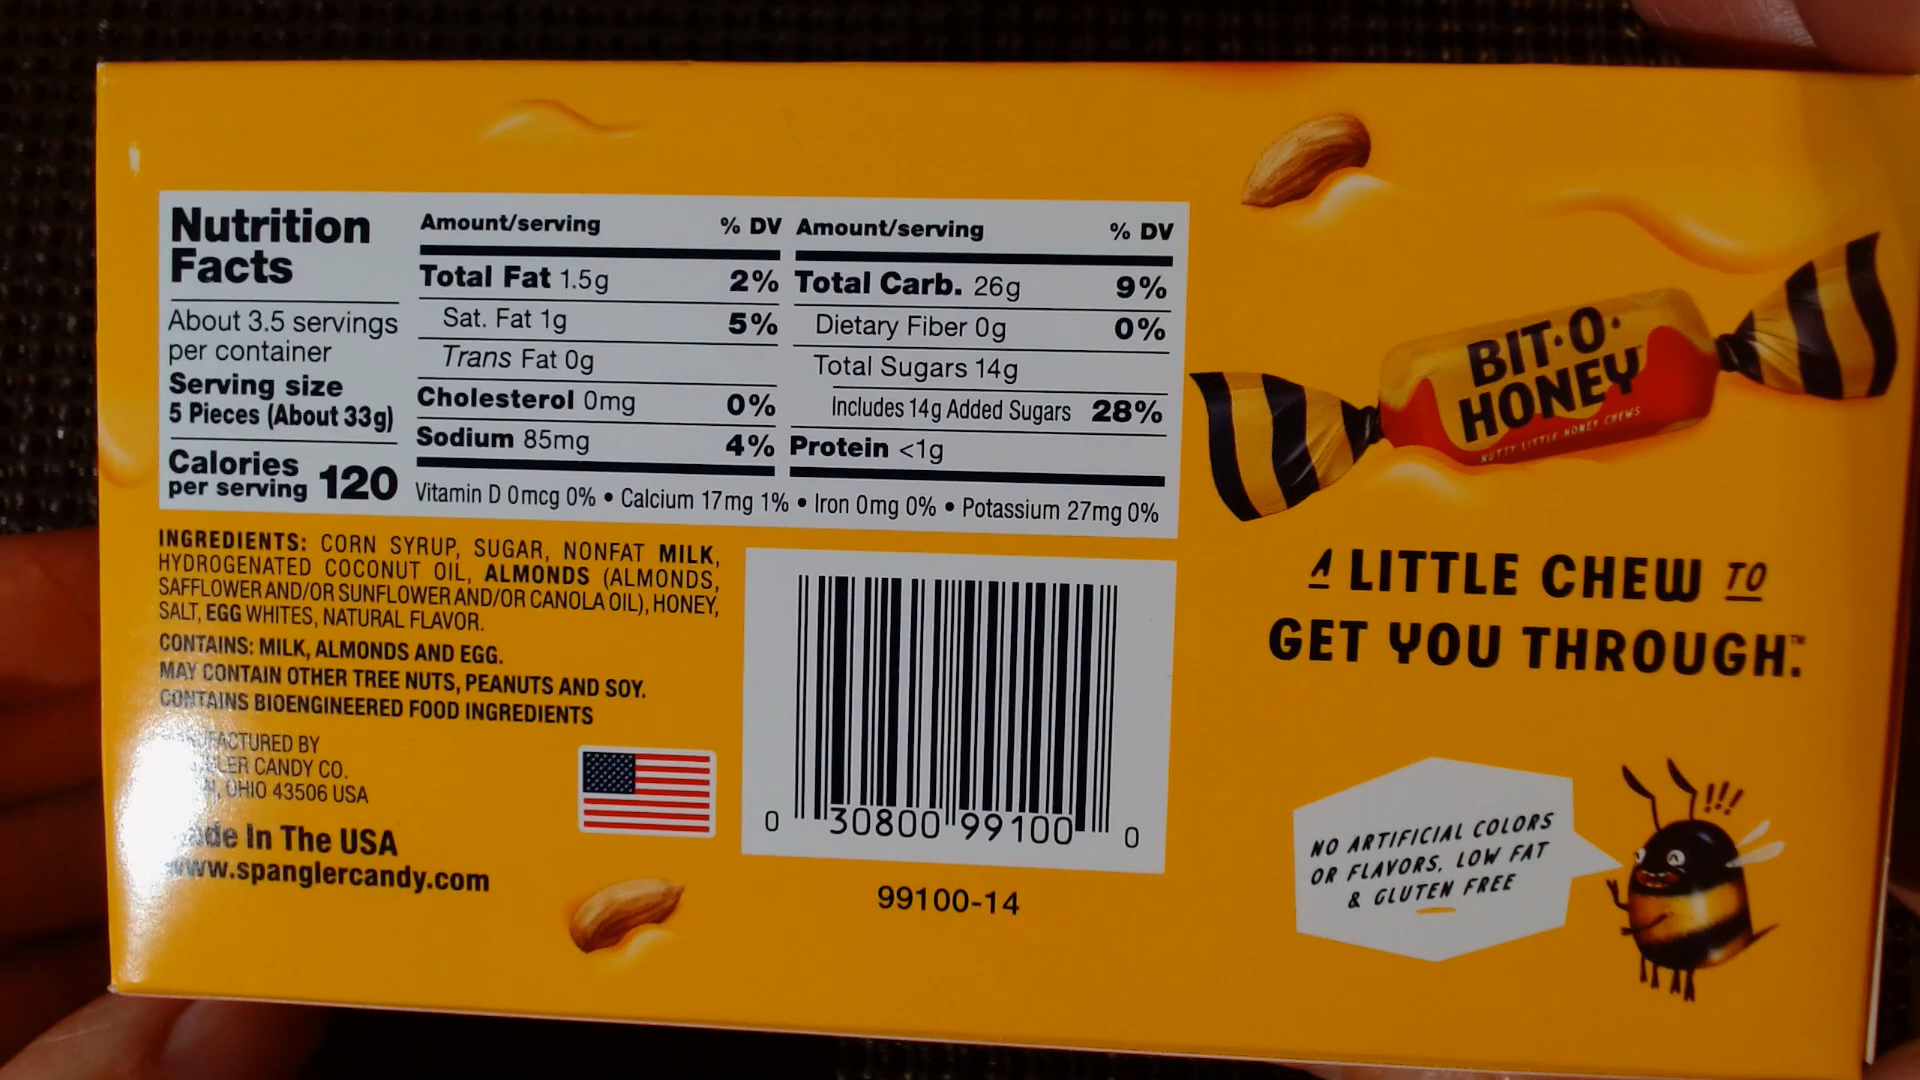 Nutrition
Facts
About 3.5 servings
per container
Serving size
5 Pieces (About 33g)
Calories
per serving 120
Amount/serving % DV
Total Fat 1.5g 2%
Sat. Fat 1g 5%
Trans Fat 0g
Cholesterol 0mg 0%
Sodium 85mg 4%
Amount/serving % DV
Total Carb. 26g 9%
Dietary Fiber 0g 0%
Total Sugars 14g
Includes 14g Added Sugars 28%
Protein <1g
Vitamin D 0mcg 0% • Calcium 17mg 1% • Iron 0mg 0% • Potassium 27mg 0%
INGREDIENTS: CORN SYRUP, SUGAR, NONFAT MILK,
HYDROGENATED COCONUT OIL, ALMONDS (ALMONDS,
SAFFLOWER AND/OR SUNFLOWER AND/OR CANOLA OIL), HONEY,
SALT, EGG WHITES, NATURAL FLAVOR.
CONTAINS: MILK, ALMONDS AND EGG.
MAY CONTAIN OTHER TREE NUTS, PEANUTS AND SOY.
CONTAINS BIOENGINEERED FOOD INGREDIENTS
BY
CANDY CO.
OHIO 43506 USA
In The USA
www.spanglercandy.com
0 30800 99100 0
99100-14
BIT·O·
HONEY
NUTTY LITTLE HONEY CHEWS
A LITTLE CHEW TO
GET YOU THROUGH.™
!!!
NO ARTIFICIAL COLORS
OR FLAVORS, LOW FAT
& GLUTEN FREE